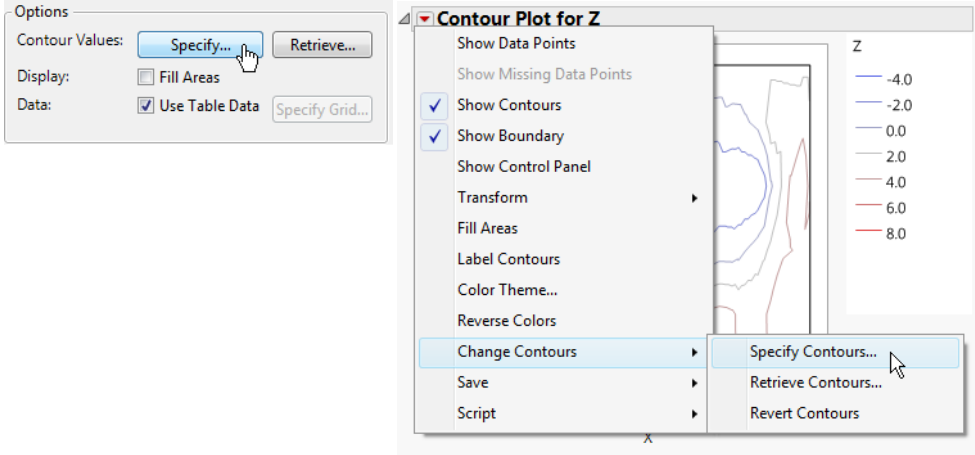 Options
Contour Values: Specify... Retrieve...
Display: Fill Areas
Data: Use Table Data Specify Grid...
Contour Plot for Z
Show Data Points
Show Missing Data Points
Show Contours
Show Boundary
Show Control Panel
Transform
Fill Areas
Label Contours
Color Theme...
Reverse Colors
Change Contours
Save
Script
Specify Contours...
Retrieve Contours...
Revert Contours
Z
-4.0
-2.0
0.0
2.0
4.0
6.0
8.0
X